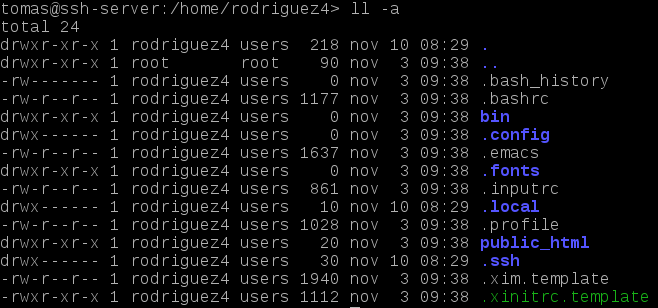 tomas@ssh-server:/home/rodriguez4> ll -a
total 24
drwxr-xr-x 1 rodriguez4 users  218 nov 10 08:29 .
drwxr-xr-x 1 root       root    90 nov  3 09:38 ..
-rw------- 1 rodriguez4 users    0 nov  3 09:38 .bash_history
-rw-r--r-- 1 rodriguez4 users 1177 nov  3 09:38 .bashrc
drwxr-xr-x 1 rodriguez4 users    0 nov  3 09:38 bin
drwx------ 1 rodriguez4 users    0 nov  3 09:38 .config
-rw-r--r-- 1 rodriguez4 users 1637 nov  3 09:38 .emacs
drwxr-xr-x 1 rodriguez4 users    0 nov  3 09:38 .fonts
-rw-r--r-- 1 rodriguez4 users  861 nov  3 09:38 .inputrc
drwx------ 1 rodriguez4 users   10 nov 10 08:29 .local
-rw-r--r-- 1 rodriguez4 users 1028 nov  3 09:38 .profile
drwxr-xr-x 1 rodriguez4 users   20 nov  3 09:38 public_html
drwx------ 1 rodriguez4 users   30 nov 10 08:29 .ssh
-rw-r--r-- 1 rodriguez4 users 1940 nov  3 09:38 .xim.template
-rwxr-xr-x 1 rodriguez4 users 1112 nov  3 09:38 .xinitrc.template